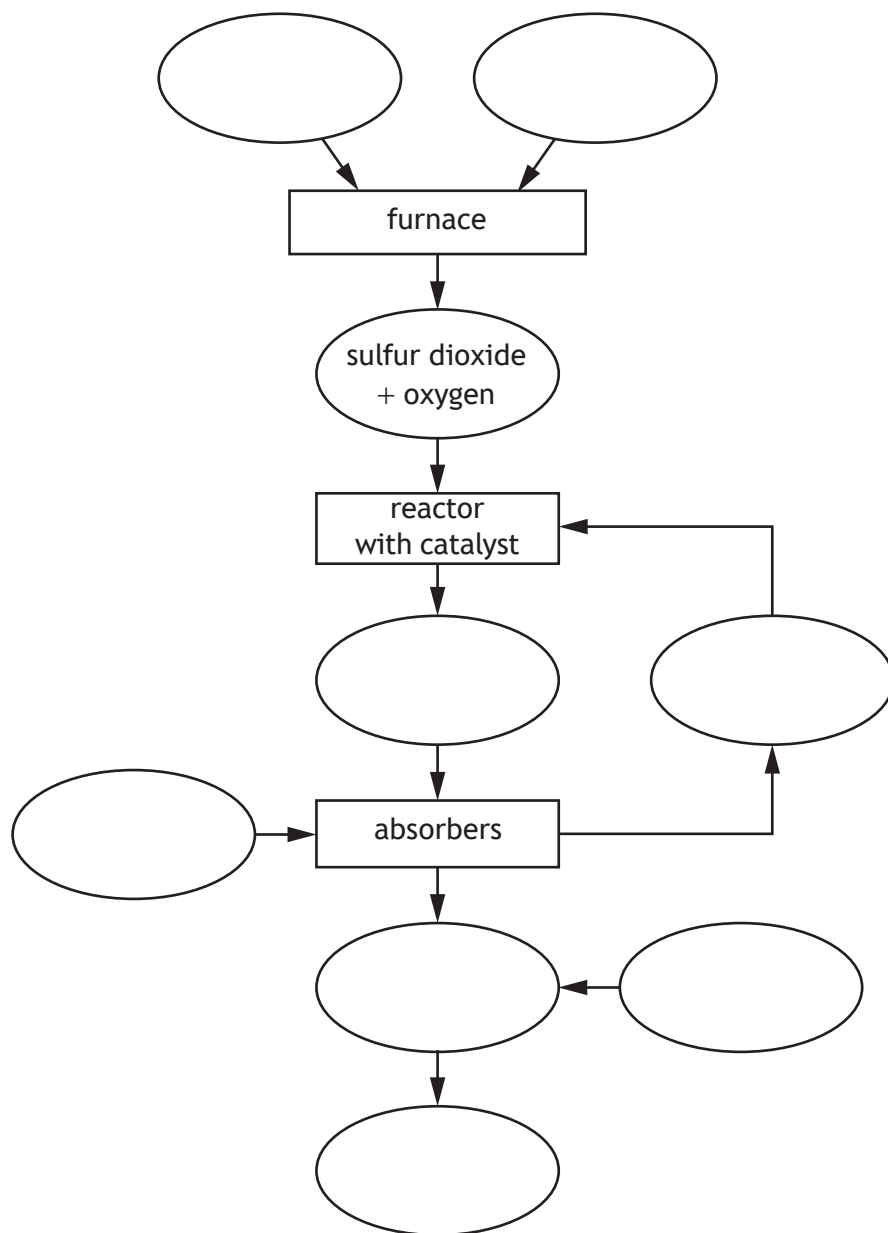 furnace
sulfur dioxide
+ oxygen
reactor
with catalyst
absorbers